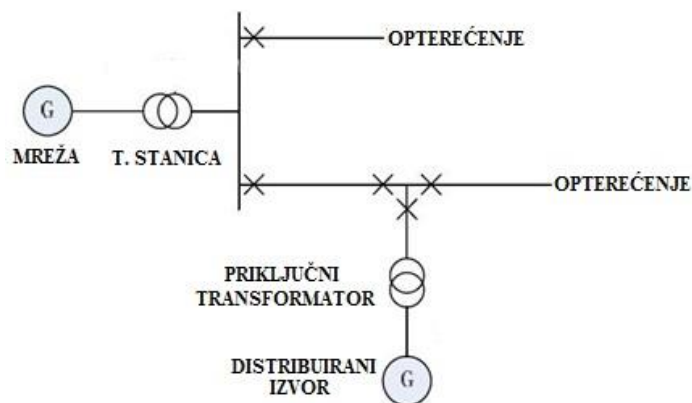 OPTEREĆENJE
G
MREŽA
T. STANICA
OPTEREĆENJE
PRIKLJUČNI
TRANSFORMATOR
DISTRIBUIRANI
IZVOR
G